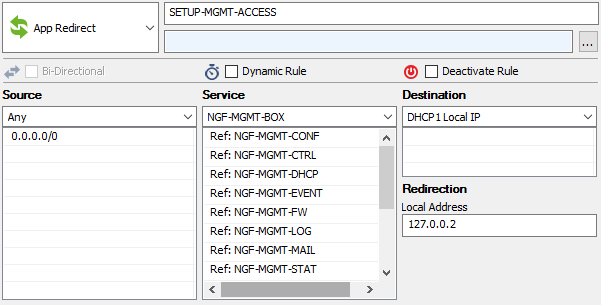 App Redirect
SETUP-MGMT-ACCESS
...
Bi-Directional
Dynamic Rule
Deactivate Rule
Source
Any
0.0.0.0/0
Service
NGF-MGMT-BOX
Ref: NGF-MGMT-CONF
Ref: NGF-MGMT-CTRL
Ref: NGF-MGMT-DHCP
Ref: NGF-MGMT-EVENT
Ref: NGF-MGMT-FW
Ref: NGF-MGMT-LOG
Ref: NGF-MGMT-MAIL
Ref: NGF-MGMT-STAT
Destination
DHCP1 Local IP
Redirection
Local Address
127.0.0.2